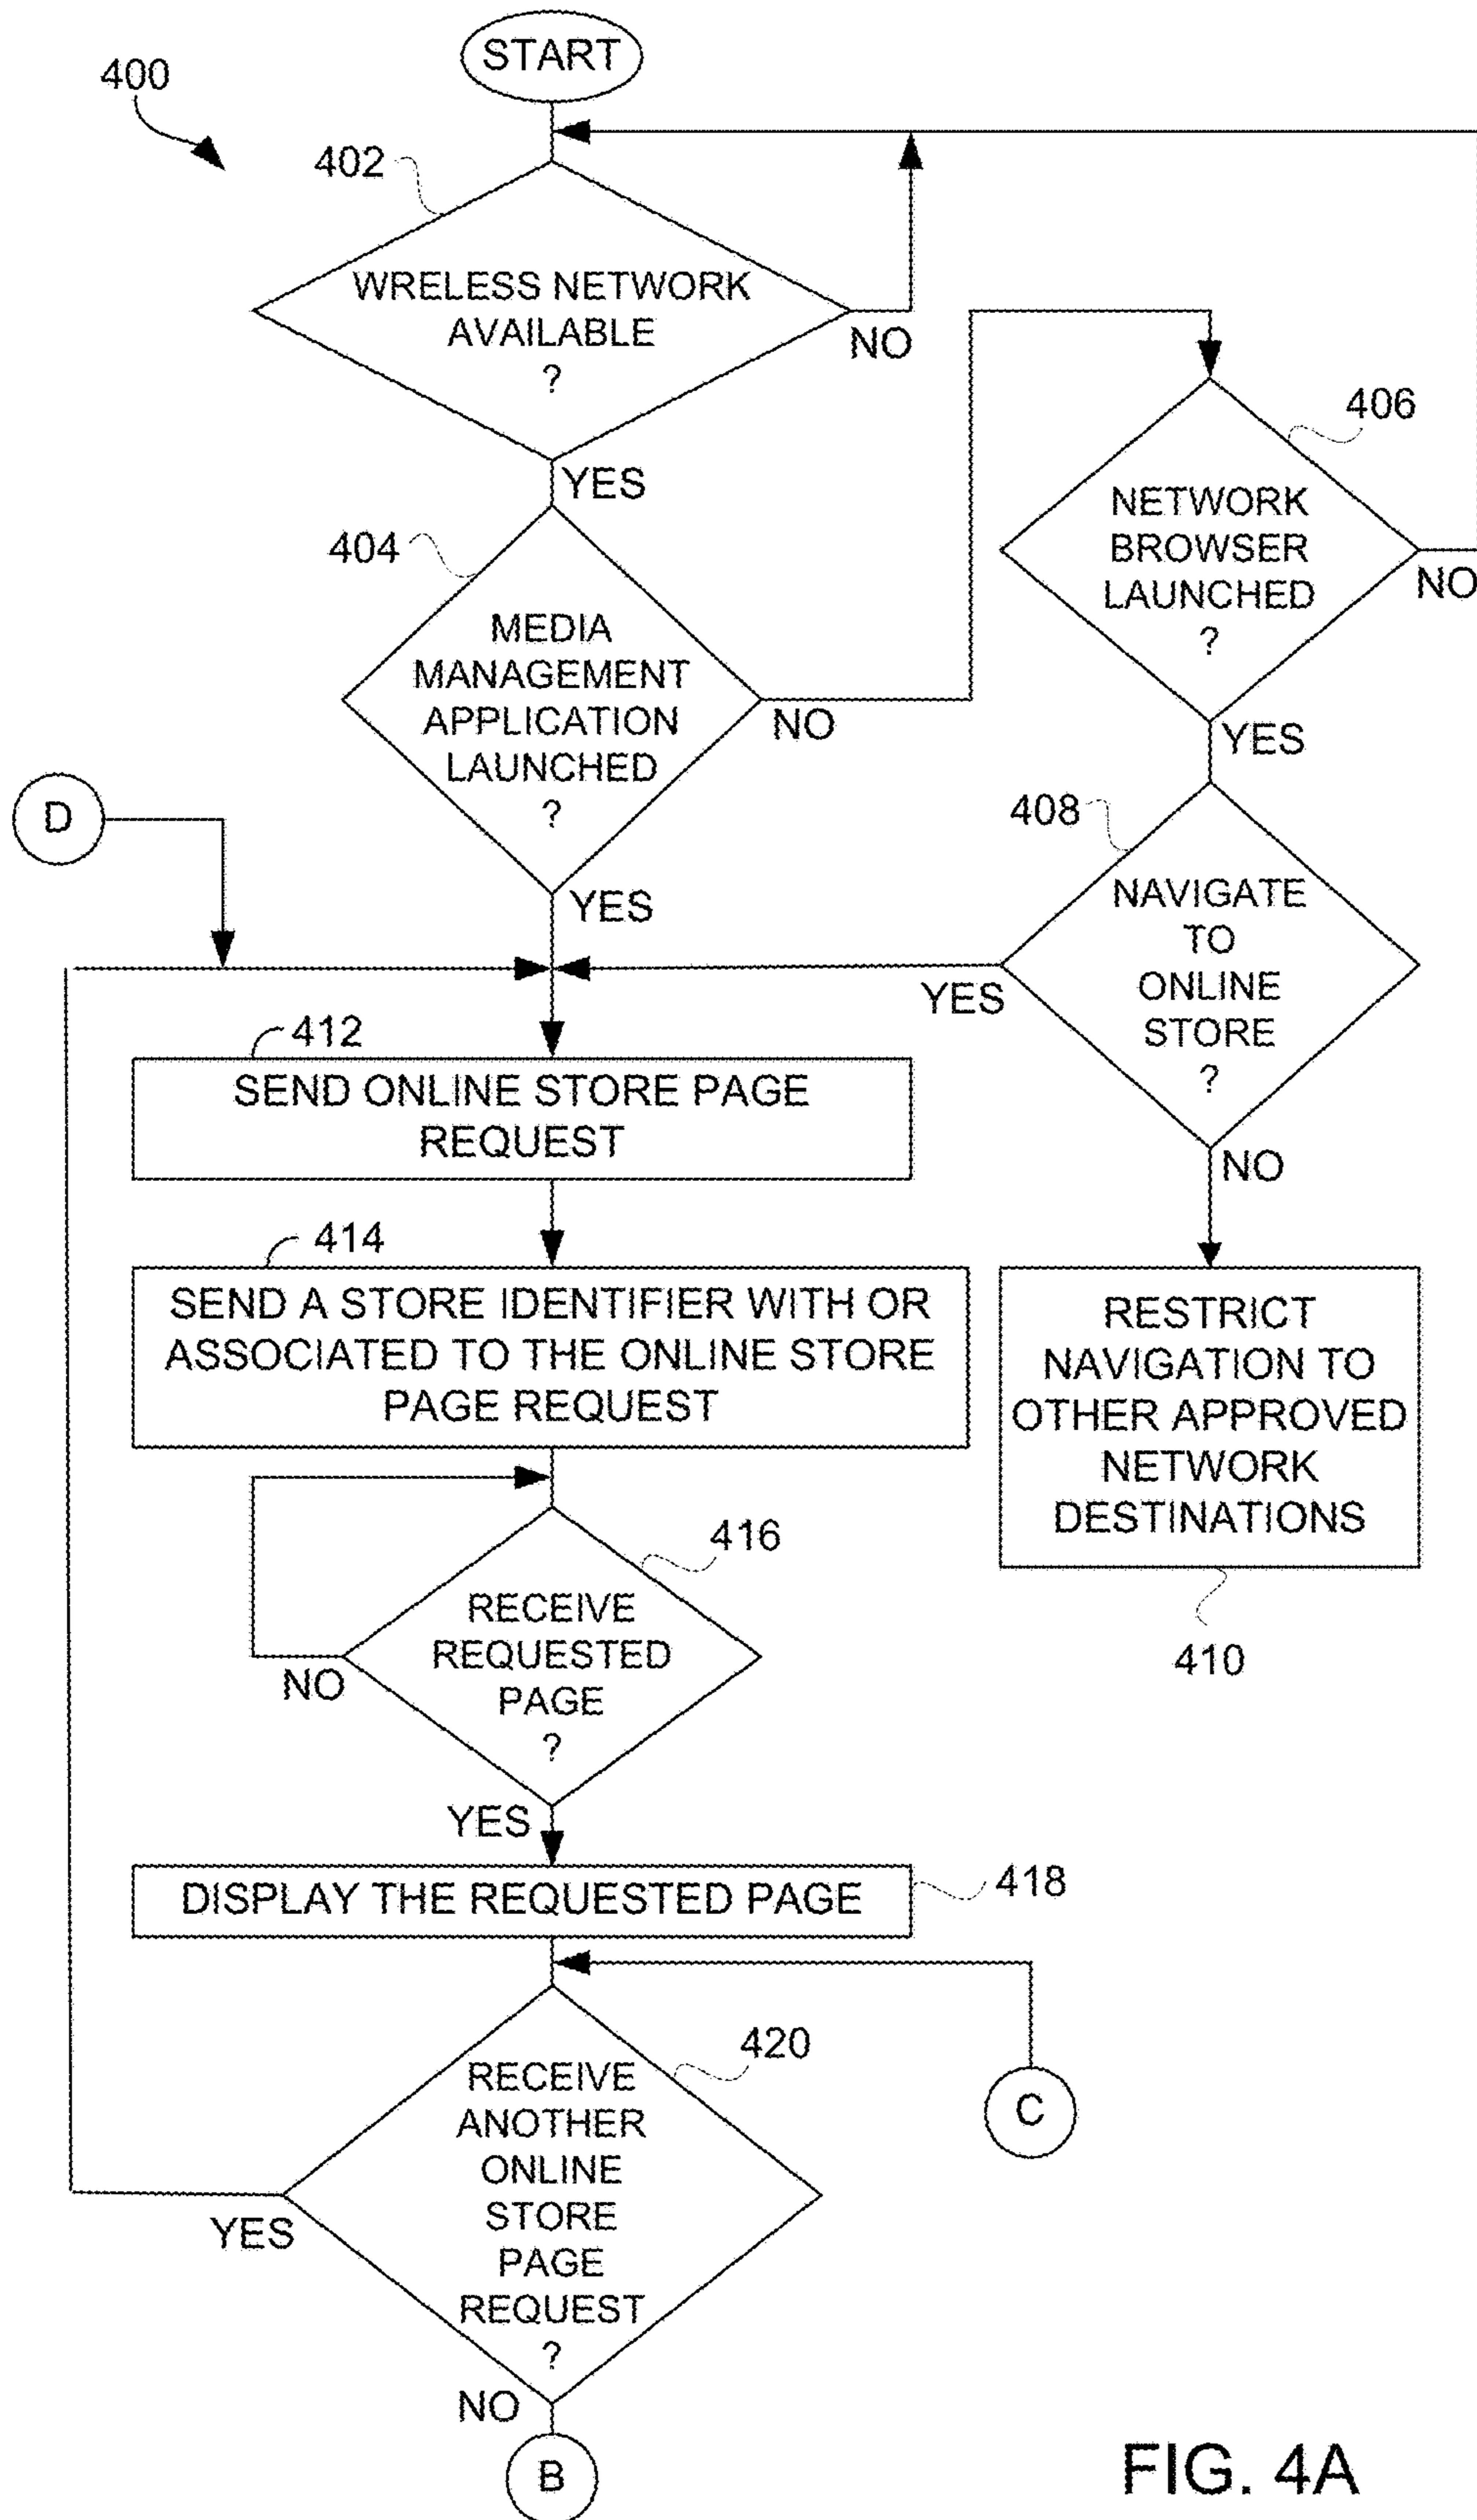 START
400
402
WRELESS NETWORK
AVAILABLE
?
NO
YES
404
MEDIA
MANAGEMENT
APPLICATION
LAUNCHED
?
NO
YES
406
NETWORK
BROWSER
LAUNCHED
?
NO
YES
408
NAVIGATE
TO
ONLINE
STORE
?
YES
NO
D
412
SEND ONLINE STORE PAGE
REQUEST
414
SEND A STORE IDENTIFIER WITH OR
ASSOCIATED TO THE ONLINE STORE
PAGE REQUEST
RESTRICT
NAVIGATION TO
OTHER APPROVED
NETWORK
DESTINATIONS
410
416
RECEIVE
REQUESTED
PAGE
?
NO
YES
DISPLAY THE REQUESTED PAGE
418
420
RECEIVE
ANOTHER
ONLINE
STORE
PAGE
REQUEST
?
YES
NO
C
B
FIG. 4A